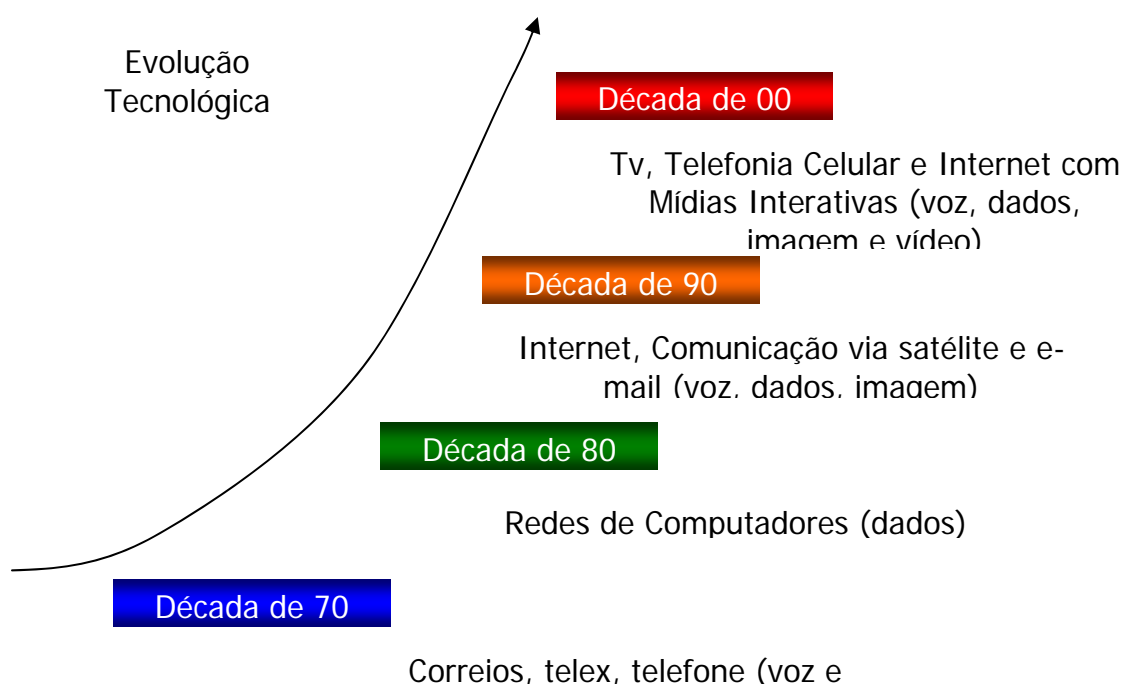 Evolução
Tecnológica
Década de 00
Tv, Telefonia Celular e Internet com
Mídias Interativas (voz, dados,
imagem e vídeo)
Década de 90
Internet, Comunicação via satélite e e-
mail (voz, dados, imagem)
Década de 80
Redes de Computadores (dados)
Década de 70
Correios, telex, telefone (voz e